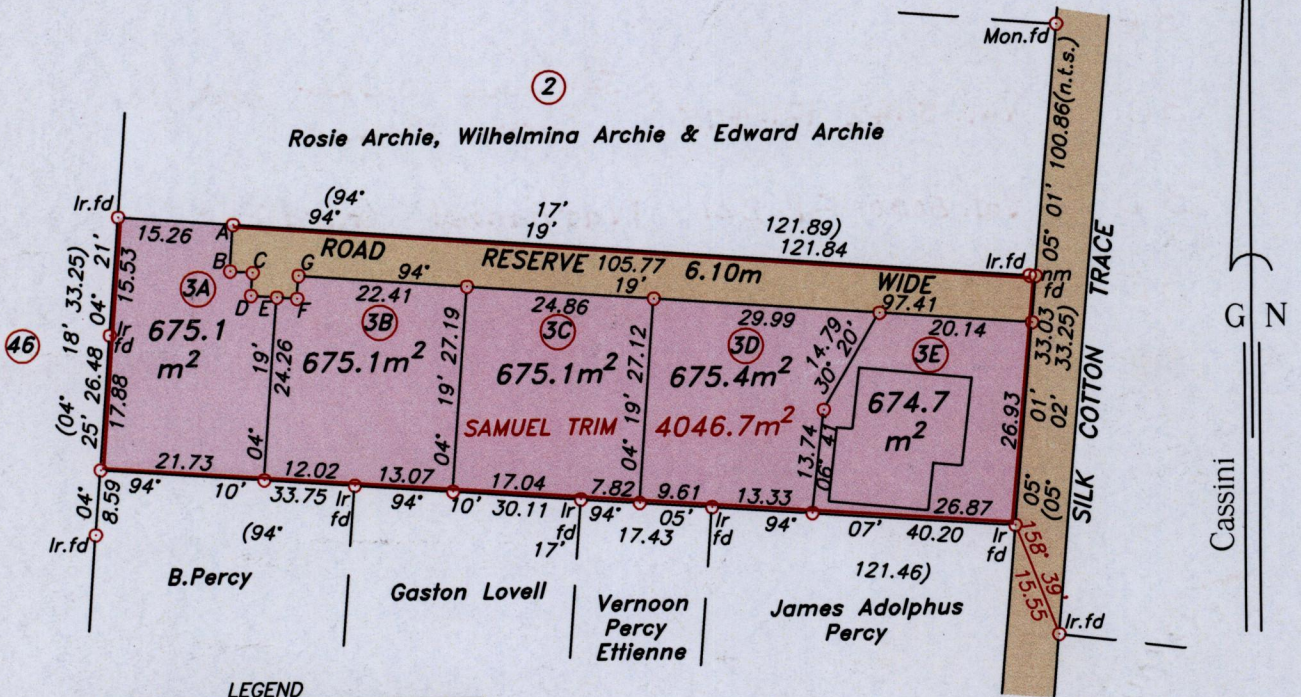 Mon.fd
100.86(n.t.s.)
05° 01'
2
Rosie Archie, Wilhelmina Archie & Edward Archie
Ir.fd
(94° 17' 121.89)
94° 19' 121.84
15.26
A
B
C
D
E
F
G
ROAD RESERVE 6.10m WIDE
105.77
94° 19'
97.41
Ir.fd
nm
fd
22.41
24.86
29.99
20.14
46
(04° 18' 33.25)
04° 21'
15.53
Ir
fd
25' 26.48
17.88
3A
675.1
m²
04° 19'
24.26
3B
675.1m²
04° 19' 27.19
3C
675.1m²
04° 19' 27.12
3D
675.4m²
30° 20'
14.79
3E
674.7
m²
13.74
06° 41'
26.93
33.03
33.25)
01'
02'
05°
(05°
SILK COTTON TRACE
SAMUEL TRIM 4046.7m²
21.73
12.02
13.07
17.04
7.82
9.61
13.33
26.87
94° 10' 33.75
Ir
fd
94° 10' 30.11
Ir
fd
94° 05'
17.43
Ir
fd
94° 07' 40.20
Ir
fd
04°
8.59
Ir.fd
(94° 17' 121.46)
158° 39'
15.55
Ir.fd
B.Percy
Gaston Lovell
Vernoon
Percy
Ettienne
James Adolphus
Percy
G N
Cassini
LEGEND